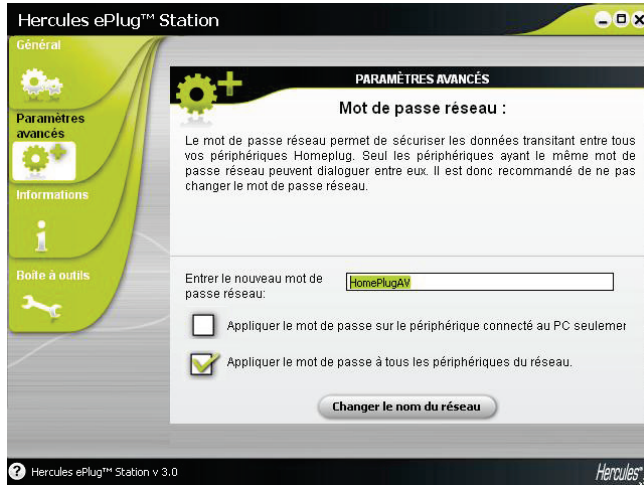 Hercules ePlug™ Station
Général
Paramètres
avancés
Informations
Boîte à outils
PARAMÈTRES AVANCÉS
Mot de passe réseau :
Le mot de passe réseau permet de sécuriser les données transitant entre tous
vos périphériques Homeplug. Seul les périphériques ayant le même mot de
passe réseau peuvent dialoguer entre eux. Il est donc recommandé de ne pas
changer le mot de passe réseau.
Entrer le nouveau mot de
passe réseau:
HomePlugAV
Appliquer le mot de passe sur le périphérique connecté au PC seulemer
Appliquer le mot de passe à tous les périphériques du réseau.
Changer le nom du réseau
? Hercules ePlug™ Station v 3.0
Hercules